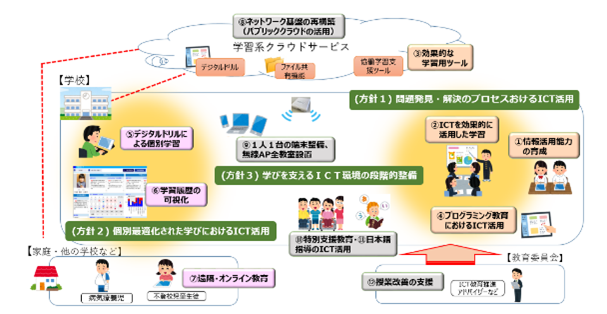 ⑧ネットワーク基盤の再構築
(パブリッククラウドの活用)
学習系クラウドサービス
③効果的な
学習用ツール
デジタルドリル
ファイル共
有機能
協働学習支
援ツール
【学校】
(方針１) 問題発見・解決のプロセスおけるICT活用
⑤デジタルドリルに
よる個別学習
⑨１人１台の端末整備、
無線AP全教室設置
②ICTを効果的に
活用した学習
①情報活用能力
の育成
(方針３) 学びを支えるＩＣＴ環境の段階的整備
⑥学習履歴の
可視化
④プログラミング教育
におけるICT活用
(方針２) 個別最適化された学びにおけるICT活用
⑩特別支援教育・⑪日本語
指導のICT活用
【家庭・他の学校など】
【教育委員会】
⑦遠隔・オンライン教育
病気療養児
不登校児童生徒
⑫授業改善の支援
ICT教育推進
アドバイザーなど